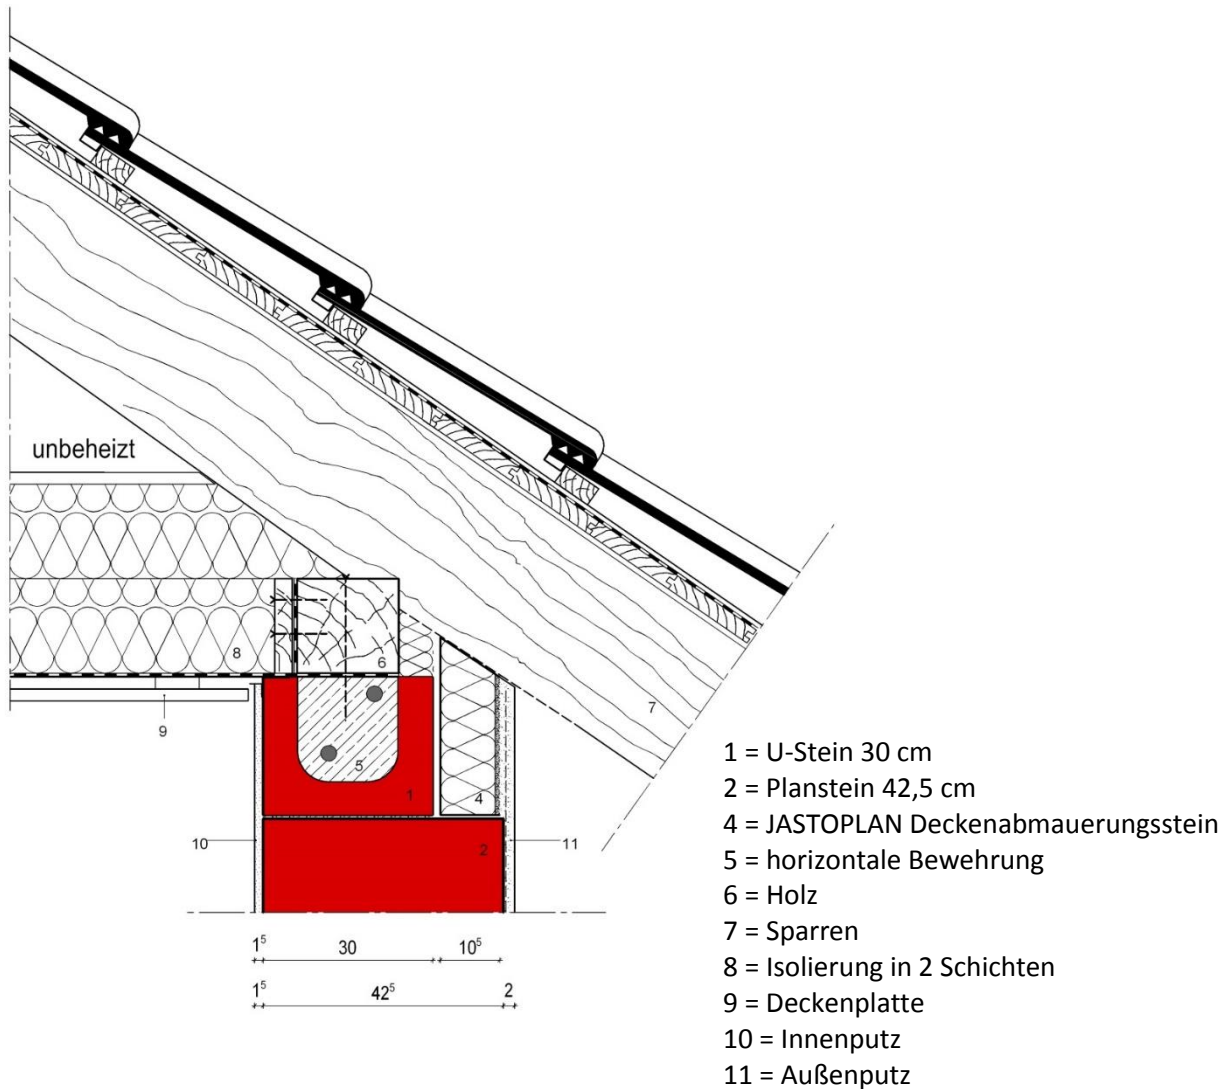 unbeheizt
8
6
7
9
5
1
4
10
2
11
1⁵ 30 10⁵
1⁵ 42⁵ 2
1 = U-Stein 30 cm
2 = Planstein 42,5 cm
4 = JASTOPLAN Deckenabmauerungsstein
5 = horizontale Bewehrung
6 = Holz
7 = Sparren
8 = Isolierung in 2 Schichten
9 = Deckenplatte
10 = Innenputz
11 = Außenputz